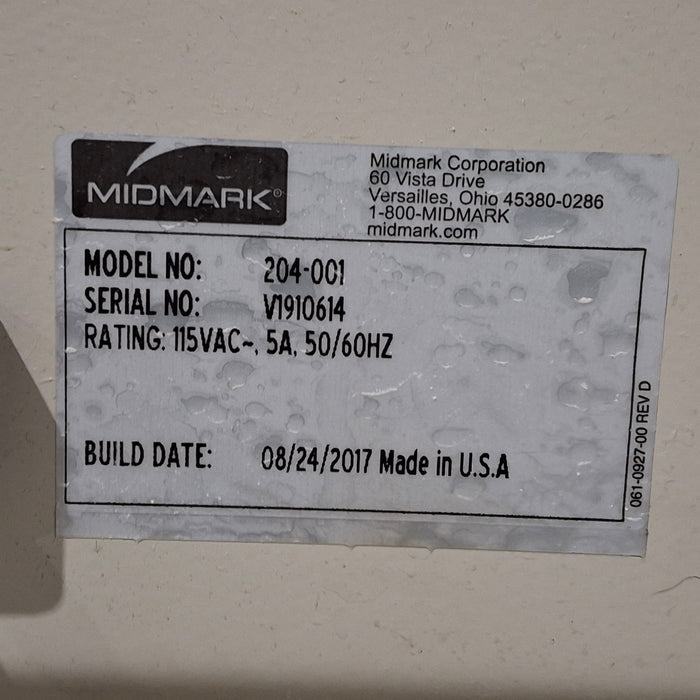 MIDMARK®
Midmark Corporation
60 Vista Drive
Versailles, Ohio 45380-0286
1-800-MIDMARK
midmark.com
MODEL NO: 204-001
SERIAL NO: V1910614
RATING: 115VAC~, 5A, 50/60HZ
BUILD DATE: 08/24/2017 Made in U.S.A
061-0927-00 REV D